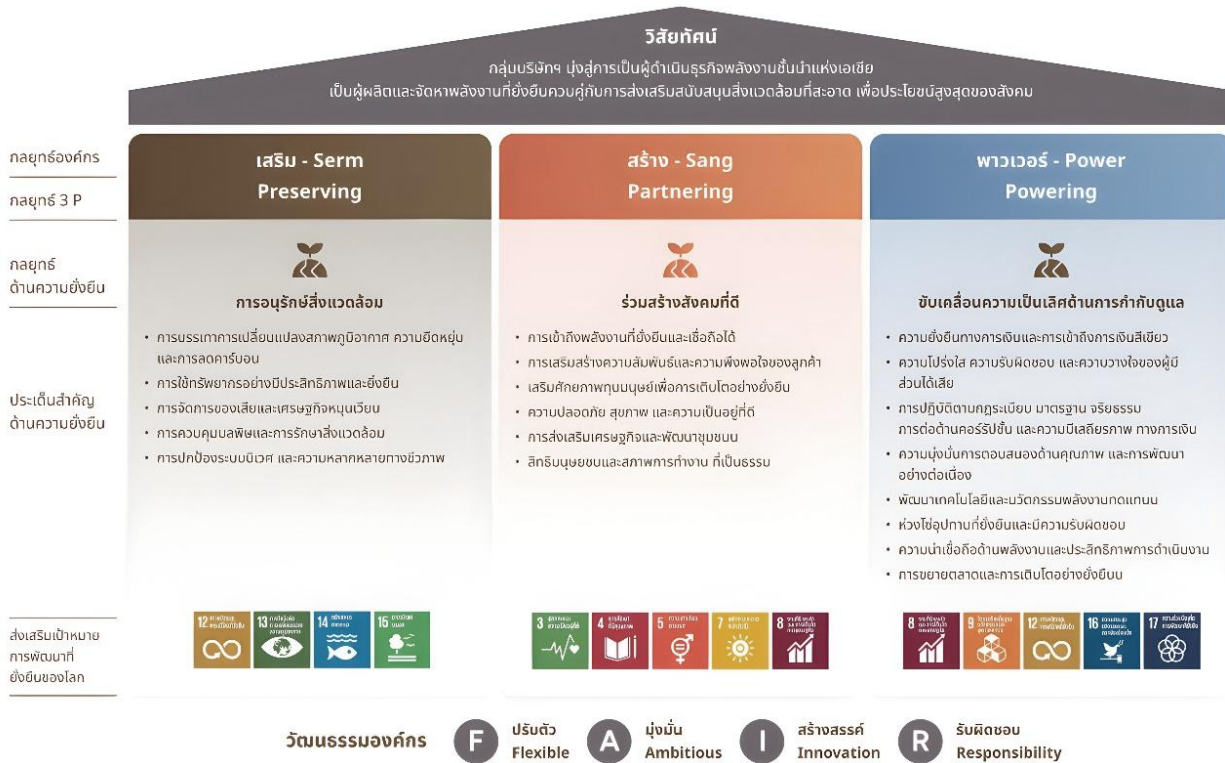 วิสัยทัศน์
กลุ่มบริษัทฯ มุ่งสู่การเป็นผู้ดำเนินธุรกิจพลังงานชั้นนำแห่งเอเชีย
เป็นผู้ผลิตและจัดหาพลังงานที่ยั่งยืนควบคู่กับการส่งเสริมสนับสนุนสิ่งแวดล้อมที่สะอาด เพื่อประโยชน์สูงสุดของสังคม
กลยุทธ์องค์กร
เสริม - Serm
สร้าง - Sang
พาวเวอร์ - Power
กลยุทธ์ 3 P
Preserving
Partnering
Powering
กลยุทธ์
ด้านความยั่งยืน
การอนุรักษ์สิ่งแวดล้อม
ร่วมสร้างสังคมที่ดี
ขับเคลื่อนความเป็นเลิศด้านการกำกับดูแล
ประเด็นสำคัญ
ด้านความยั่งยืน
• การบรรเทาการเปลี่ยนแปลงสภาพภูมิอากาศ ความยืดหยุ่น
และการลดคาร์บอน
• การใช้ทรัพยากรอย่างมีประสิทธิภาพและยั่งยืน
• การจัดการของเสียและเศรษฐกิจหมุนเวียน
• การควบคุมมลพิษและการรักษาสิ่งแวดล้อม
• การปกป้องระบบนิเวศ และความหลากหลายทางชีวภาพ
• การเข้าถึงพลังงานที่ยั่งยืนและเชื่อถือได้
• การเสริมสร้างความสัมพันธ์และความพึงพอใจของลูกค้า
• เสริมศักยภาพทุนมนุษย์เพื่อการเติบโตอย่างยั่งยืน
• ความปลอดภัย สุขภาพ และความเป็นอยู่ที่ดี
• การส่งเสริมเศรษฐกิจและพัฒนาชุมชน
• สิทธิมนุษยชนและสภาพการทำงาน ที่เป็นธรรม
• ความยั่งยืนทางการเงินและการเข้าถึงการเงินสีเขียว
• ความโปร่งใส ความรับผิดชอบ และความวางใจของผู้มี
ส่วนได้เสีย
• การปฏิบัติตามกฎระเบียบ มาตรฐาน จริยธรรม
การต่อต้านคอร์รัปชั่น และความมีเสถียรภาพ ทางการเงิน
• ความมุ่งมั่นการตอบสนองด้านคุณภาพ และการพัฒนา
อย่างต่อเนื่อง
• พัฒนาเทคโนโลยีและนวัตกรรมพลังงานทดแทน
• ห่วงโซ่อุปทานที่ยั่งยืนและมีความรับผิดชอบ
• ความน่าเชื่อถือด้านพลังงานและประสิทธิภาพการดำเนินงาน
• การขยายตลาดและการเติบโตอย่างยั่งยืน
ส่งเสริมเป้าหมาย
การพัฒนาที่
ยั่งยืนของโลก
12
13
14
15
3
4
5
7
8
8
9
12
16
17
วัฒนธรรมองค์กร
F
ปรับตัว
Flexible
A
มุ่งมั่น
Ambitious
I
สร้างสรรค์
Innovation
R
รับผิดชอบ
Responsibility